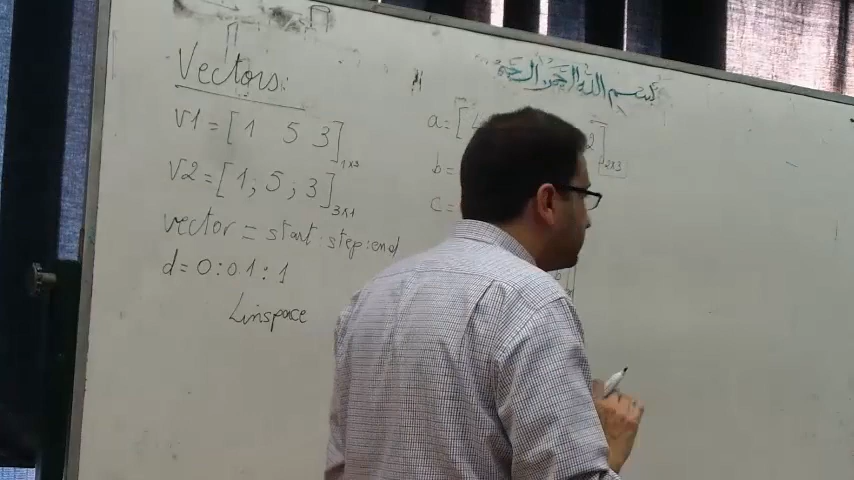 بسم الله الرحمن الرحيم
Vectors:
v1 = [ 1 5 3 ]1x3
v2 = [ 1 ; 5 ; 3 ]3x1
vector = start:step:end
d = 0:0.1:1
Linspace
a = [
2 ]2x3
b =
c =